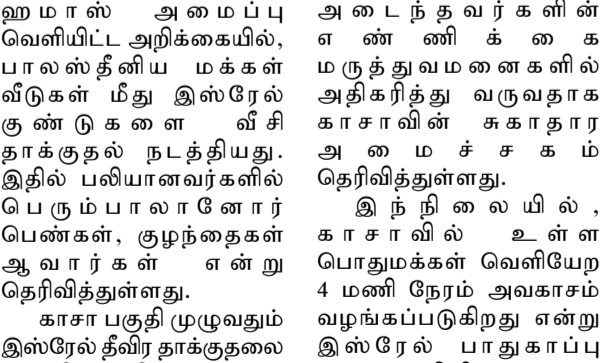 ஹமாஸ் அமைப்பு
வெளியிட்ட அறிக்கையில்,
பாலஸ்தீனிய மக்கள்
வீடுகள் மீது இஸ்ரேல்
குண்டுகளை வீசி
தாக்குதல் நடத்தியது.
இதில் பலியானவர்களில்
பெரும்பாலானோர்
பெண்கள், குழந்தைகள்
ஆவார்கள் என்று
தெரிவித்துள்ளது.
காசா பகுதி முழுவதும்
இஸ்ரேல் தீவிர தாக்குதலை
அடைந்தவர்களின்
எண்ணிக்கை
மருத்துவமனைகளில்
அதிகரித்து வருவதாக
காசாவின் சுகாதார
அமைச்சகம்
தெரிவித்துள்ளது.
இந்நிலையில்,
காசாவில் உள்ள
பொதுமக்கள் வெளியேற
4 மணி நேரம் அவகாசம்
வழங்கப்படுகிறது என்று
இஸ்ரேல் பாதுகாப்பு